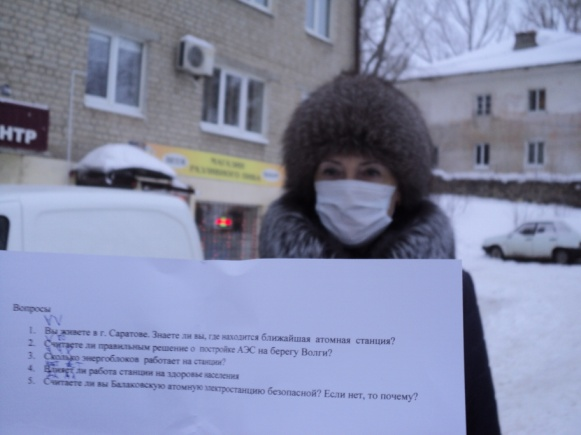 НТР
МАГАЗИН
РАЗЛИВНОГО ПИВА
Вопросы
1. Вы живете в г. Саратове. Знаете ли вы, где находится ближайшая атомная станция?
2. Считаете ли правильным решение о постройке АЭС на берегу Волги?
3. Сколько энергоблоков работает на станции?
4. Влияет ли работа станции на здоровье населения
5. Считаете ли вы Балаковскую атомную электростанцию безопасной? Если нет, то почему?